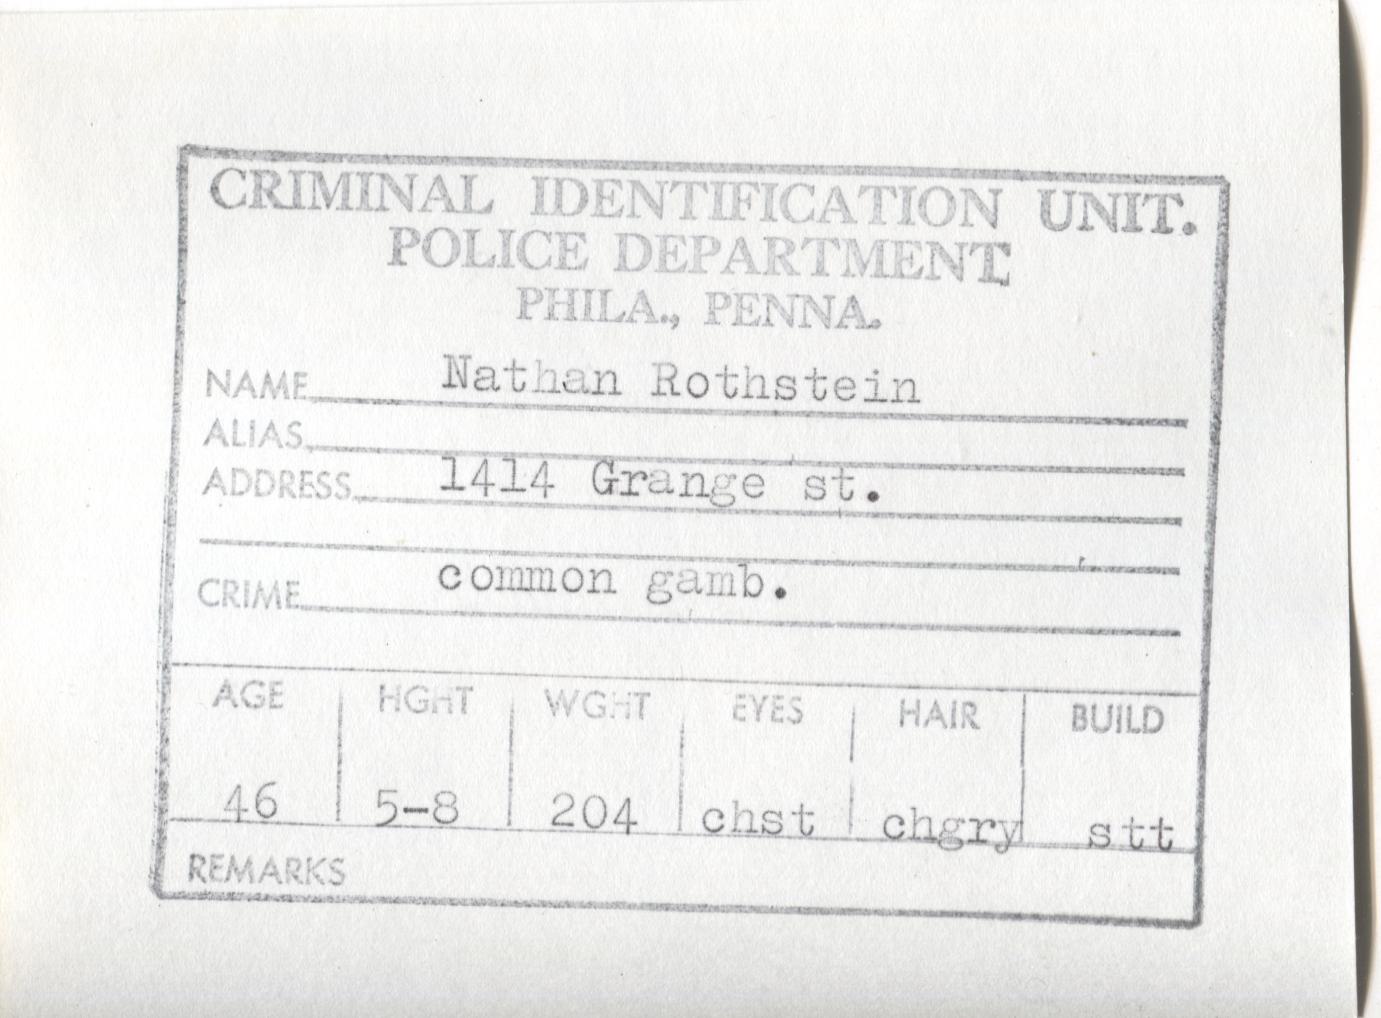 CRIMINAL IDENTIFICATION UNIT.
POLICE DEPARTMENT
PHILA., PENNA.
NAME Nathan Rothstein
ALIAS
ADDRESS 1414 Grange st.
CRIME common gamb.
AGE HGHT WGHT EYES HAIR BUILD
46 5-8 204 chst chgry stt
REMARKS